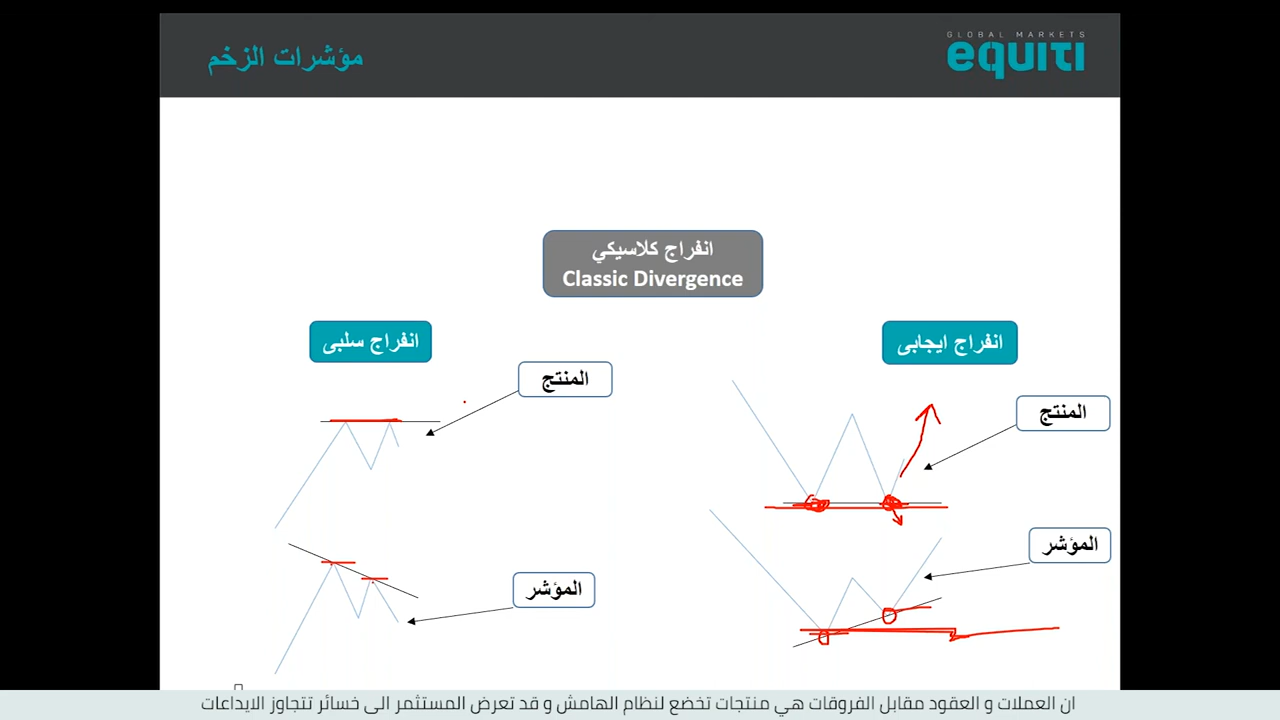 مؤشرات الزخم
GLOBAL MARKETS
equiti
انفراج كلاسيكي
Classic Divergence
انفراج ايجابى
انفراج سلبى
المنتج
المنتج
المؤشر
المؤشر
ان العملات و العقود مقابل الفروقات هي منتجات تخضع لنظام الهامش و قد تعرض المستثمر الى خسائر تتجاوز الايداعات